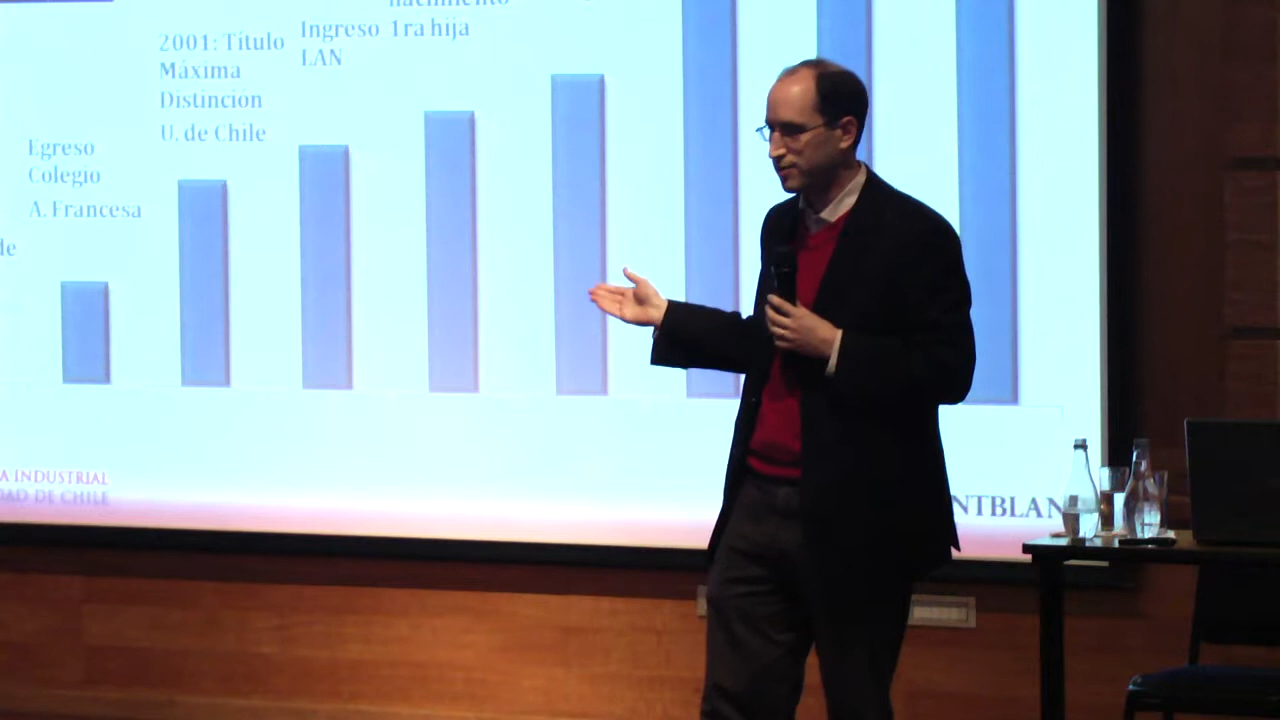 nacimiento
Ingreso 1ra hija
LAN
2001: Título
Máxima
Distinción
U. de Chile
Egreso
Colegio
A. Francesa
de
A INDUSTRIAL
DAD DE CHILE
NTBLAN